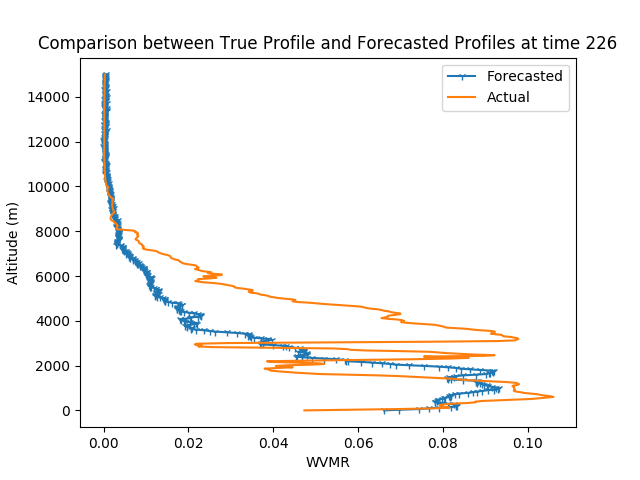 Comparison between True Profile and Forecasted Profiles at time 226
Forecasted
Actual
14000
12000
10000
8000
6000
4000
2000
0
Altitude (m)
0.00 0.02 0.04 0.06 0.08 0.10
WVMR